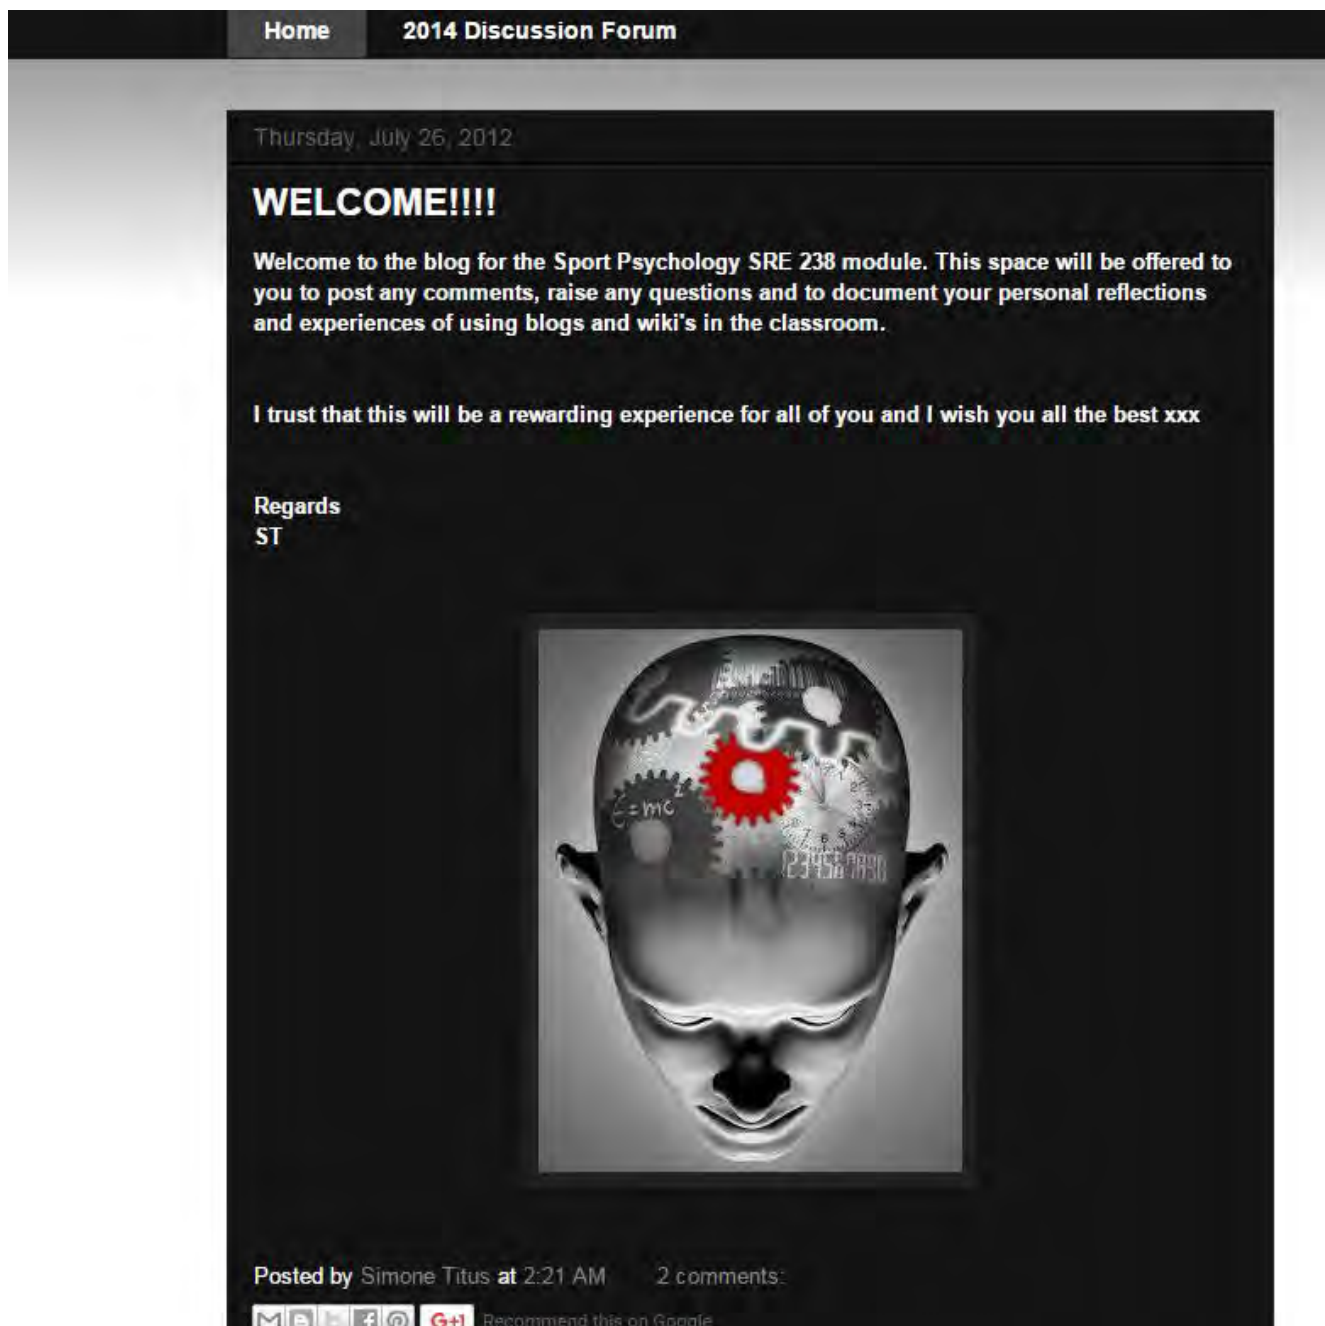 Home 2014 Discussion Forum
Thursday, July 26, 2012
WELCOME!!!!
Welcome to the blog for the Sport Psychology SRE 238 module. This space will be offered to
you to post any comments, raise any questions and to document your personal reflections
and experiences of using blogs and wiki's in the classroom.
I trust that this will be a rewarding experience for all of you and I wish you all the best xxx
Regards
ST
E=mc²
1234567890
Posted by Simone Titus at 2:21 AM 2 comments:
G+1 Recommend this on Google